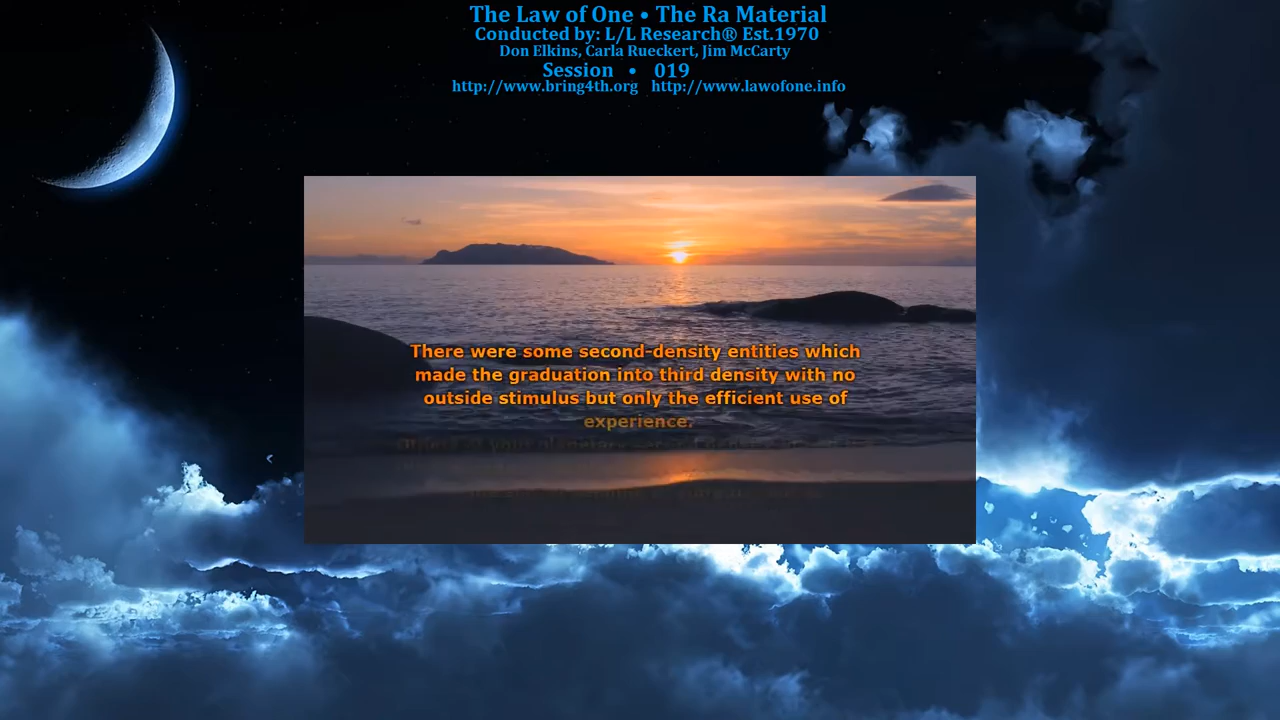 The Law of One • The Ra Material
Conducted by: L/L Research® Est.1970
Don Elkins, Carla Rueckert, Jim McCarty
Session • 019
http://www.bring4th.org http://www.lawofone.info
There were some second-density entities which
made the graduation into third density with no
outside stimulus but only the efficient use of
experience.